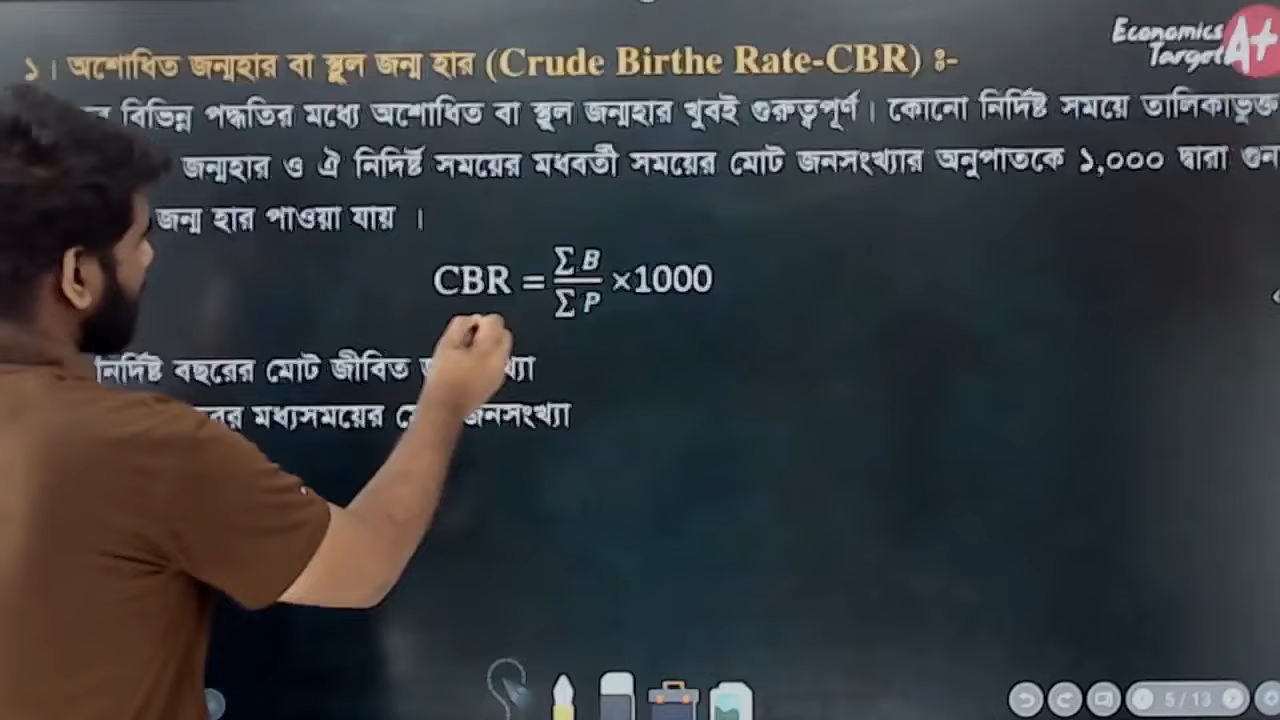 Economics
Target A+
১। অশোধিত জন্মহার বা স্থুল জন্ম হার (Crude Birthe Rate-CBR) ঃ-
বিভিন্ন পদ্ধতির মধ্যে অশোধিত বা স্থুল জন্মহার খুবই গুরুত্বপূর্ণ। কোনো নির্দিষ্ট সময়ে তালিকাভুক্ত
জন্মহার ও ঐ নিদির্ষ্ট সময়ের মধবর্তী সময়ের মোট জনসংখ্যার অনুপাতকে ১,০০০ দ্বারা গুন
জন্ম হার পাওয়া যায় ।
CBR = ∑B/∑P ×1000
নির্দিষ্ট বছরের মোট জীবিত
মধ্যসময়ের জনসংখ্যা
5 / 13